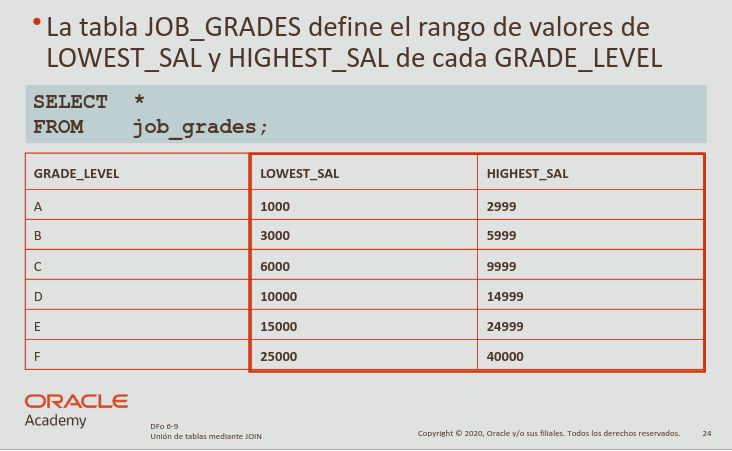 • La tabla JOB_GRADES define el rango de valores de
LOWEST_SAL y HIGHEST_SAL de cada GRADE_LEVEL
SELECT *
FROM job_grades;
GRADE_LEVEL LOWEST_SAL HIGHEST_SAL
A 1000 2999
B 3000 5999
C 6000 9999
D 10000 14999
E 15000 24999
F 25000 40000
ORACLE
Academy
DFo 6-9
Unión de tablas mediante JOIN
Copyright © 2020, Oracle y/o sus filiales. Todos los derechos reservados. 24